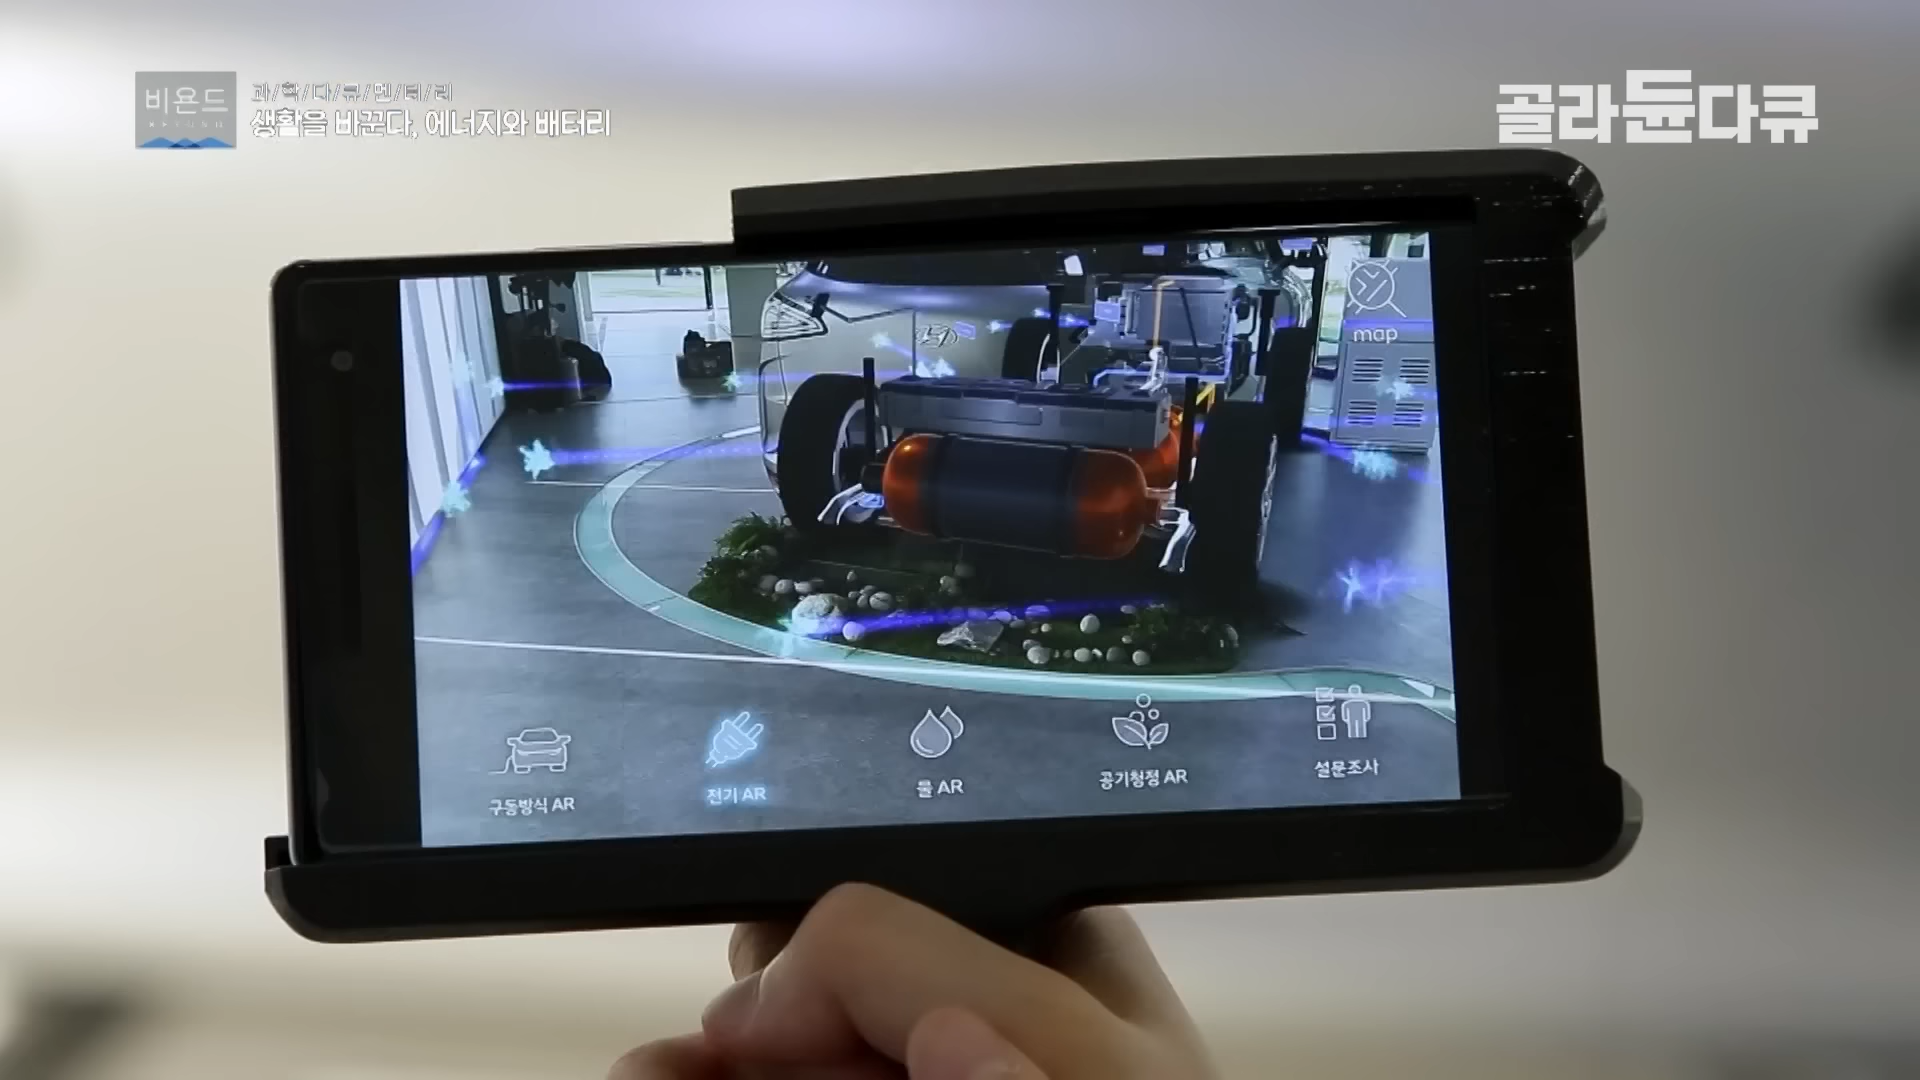 비욘드
BEYOND
과/학/다/큐/멘/터/리
생활을 바꾼다, 에너지와 배터리
골라듄다큐
map
구동방식 AR
전기 AR
물 AR
공기청정 AR
설문조사